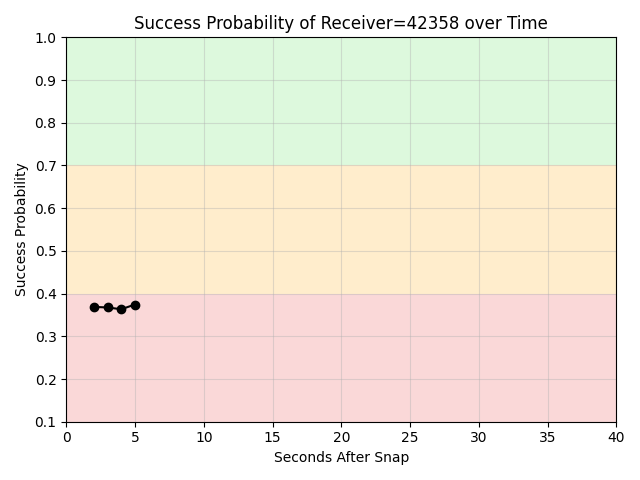 Success Probability of Receiver=42358 over Time
1.0
0.9
0.8
0.7
0.6
0.5
0.4
0.3
0.2
0.1
Success Probability
0 5 10 15 20 25 30 35 40
Seconds After Snap